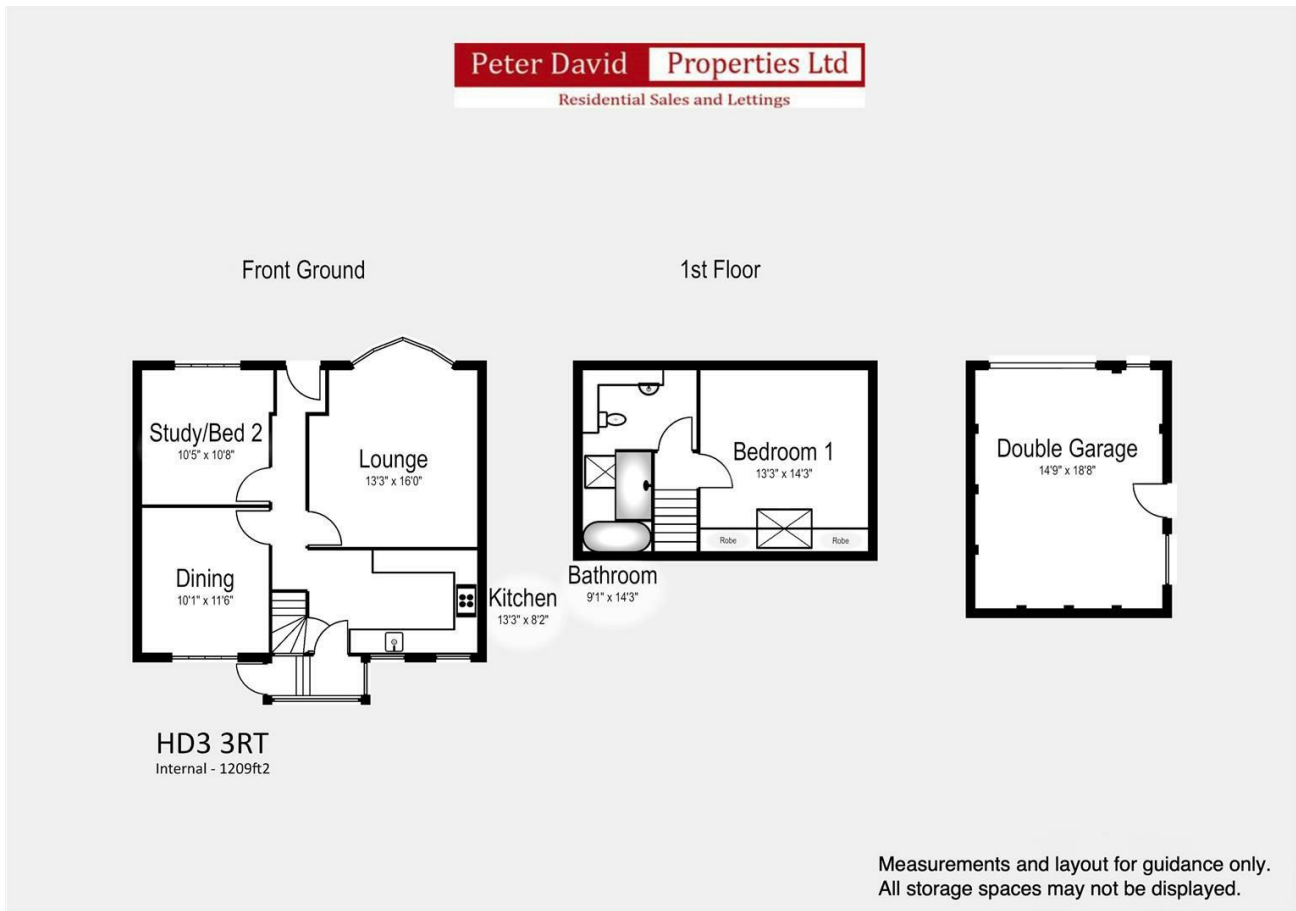 Peter David Properties Ltd
Residential Sales and Lettings
Front Ground
1st Floor
Study/Bed 2
10'5" x 10'8"
Lounge
13'3" x 16'0"
Dining
10'1" x 11'6"
Kitchen
13'3" x 8'2"
Bedroom 1
13'3" x 14'3"
Robe
Robe
Bathroom
9'1" x 14'3"
Double Garage
14'9" x 18'8"
HD3 3RT
Internal - 1209ft2
Measurements and layout for guidance only.
All storage spaces may not be displayed.